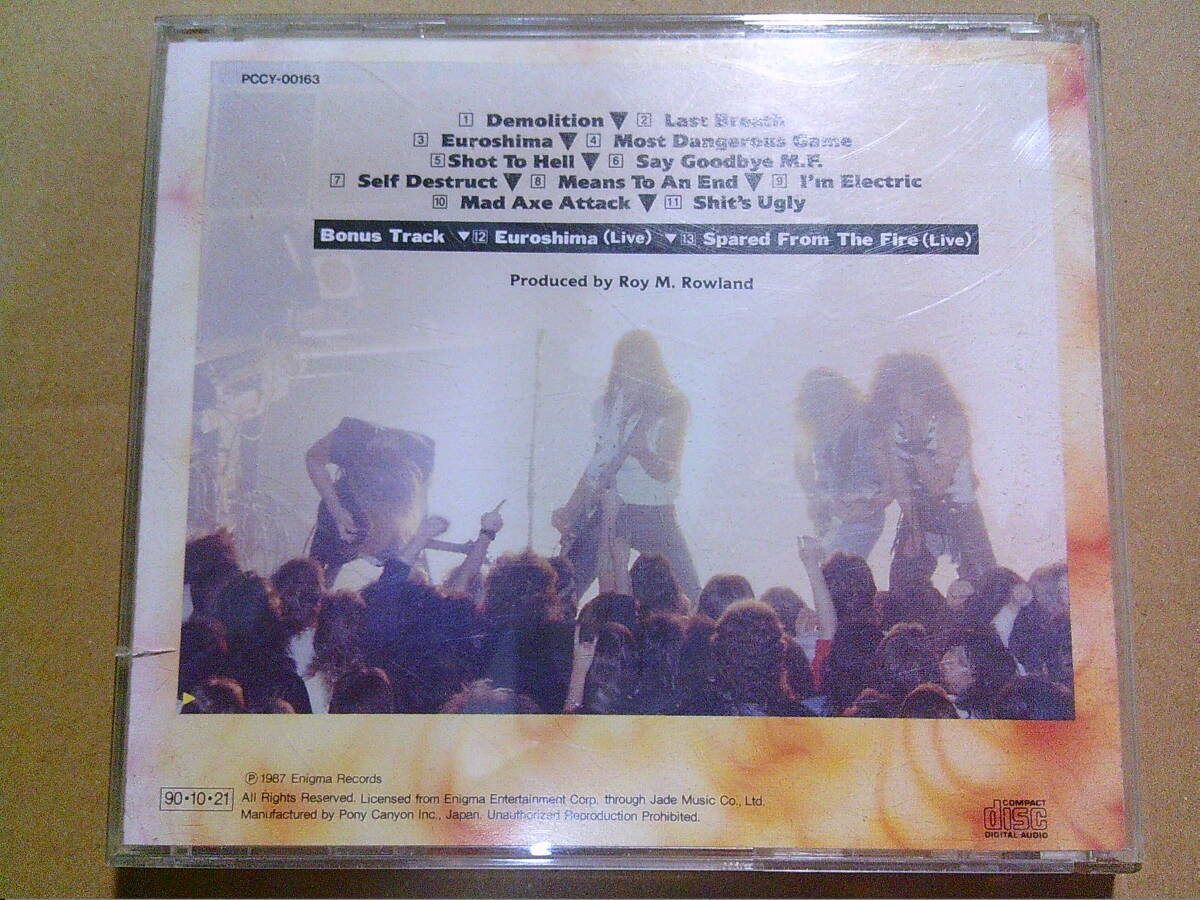 PCCY-00163
1 Demolition ▼ 2 Last Breath
3 Euroshima ▼ 4 Most Dangerous Game
5 Shot To Hell ▼ 6 Say Goodbye M.F.
7 Self Destruct ▼ 8 Means To An End ▼ 9 I'm Electric
10 Mad Axe Attack ▼ 11 Shit's Ugly
Bonus Track ▼ 12 Euroshima (Live) ▼ 13 Spared From The Fire (Live)
Produced by Roy M. Rowland
Ⓟ 1987 Enigma Records
90•10•21
All Rights Reserved. Licensed from Enigma Entertainment Corp. through Jade Music Co., Ltd.
Manufactured by Pony Canyon Inc., Japan. Unauthorized Reproduction Prohibited.
COMPACT
disc
DIGITAL AUDIO